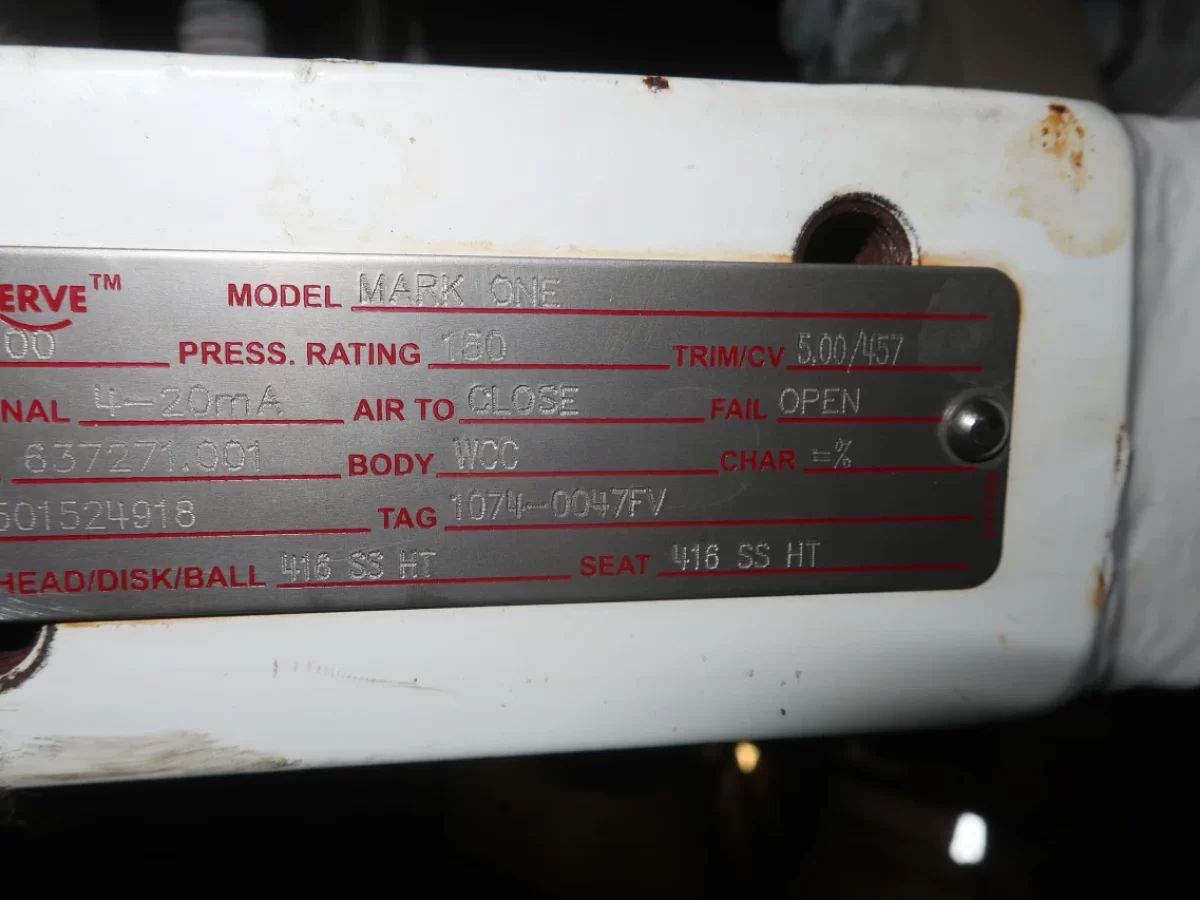 ERVE™ MODEL MARK ONE
00 PRESS. RATING 150 TRIM/CV 5.00/457
NAL 4-20mA AIR TO CLOSE FAIL OPEN
637271.001 BODY WCC CHAR =%
501524918 TAG 1074-0047FV
HEAD/DISK/BALL 416 SS HT SEAT 416 SS HT